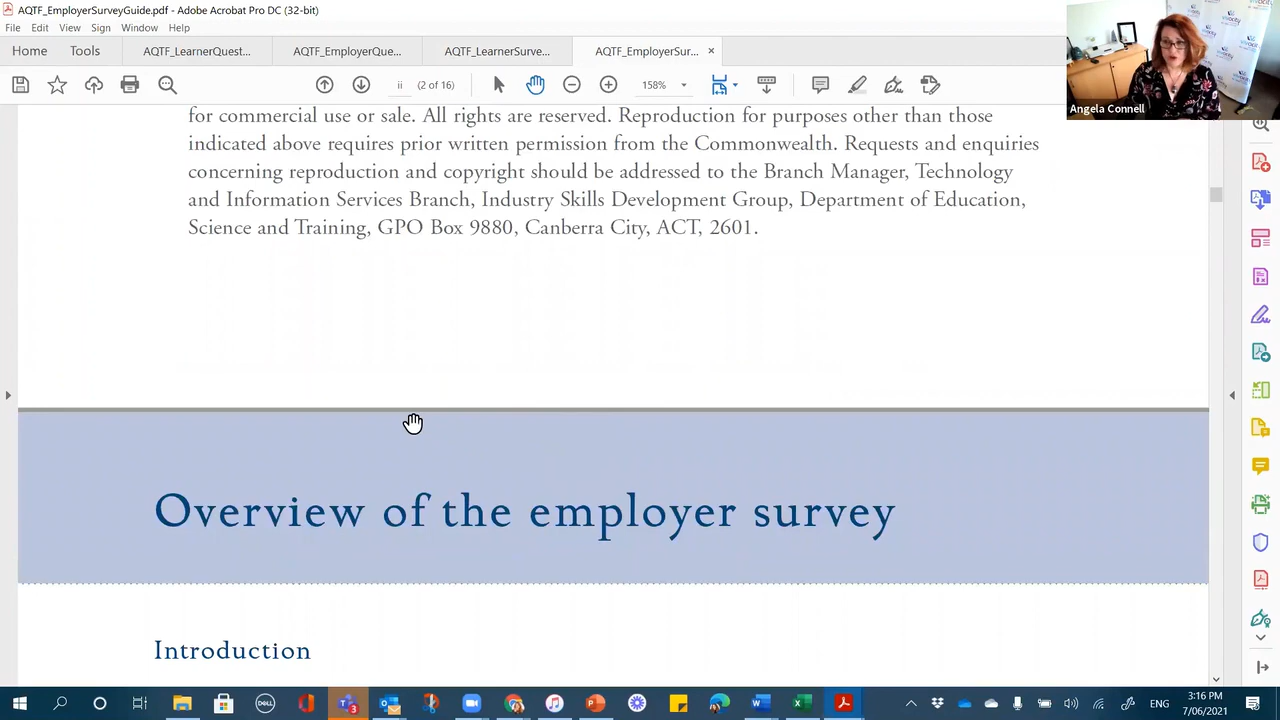 AQTF_EmployerSurveyGuide.pdf - Adobe Acrobat Pro DC (32-bit)
File Edit View Sign Window Help
Home Tools AQTF_LearnerQuest... AQTF_EmployerQue... AQTF_LearnerSurve... AQTF_EmployerSur... ×
ii (2 of 16) 158%
Angela Connell
for commercial use or sale. All rights are reserved. Reproduction for purposes other than those
indicated above requires prior written permission from the Commonwealth. Requests and enquiries
concerning reproduction and copyright should be addressed to the Branch Manager, Technology
and Information Services Branch, Industry Skills Development Group, Department of Education,
Science and Training, GPO Box 9880, Canberra City, ACT, 2601.
Overview of the employer survey
Introduction
ENG
3:16 PM
7/06/2021